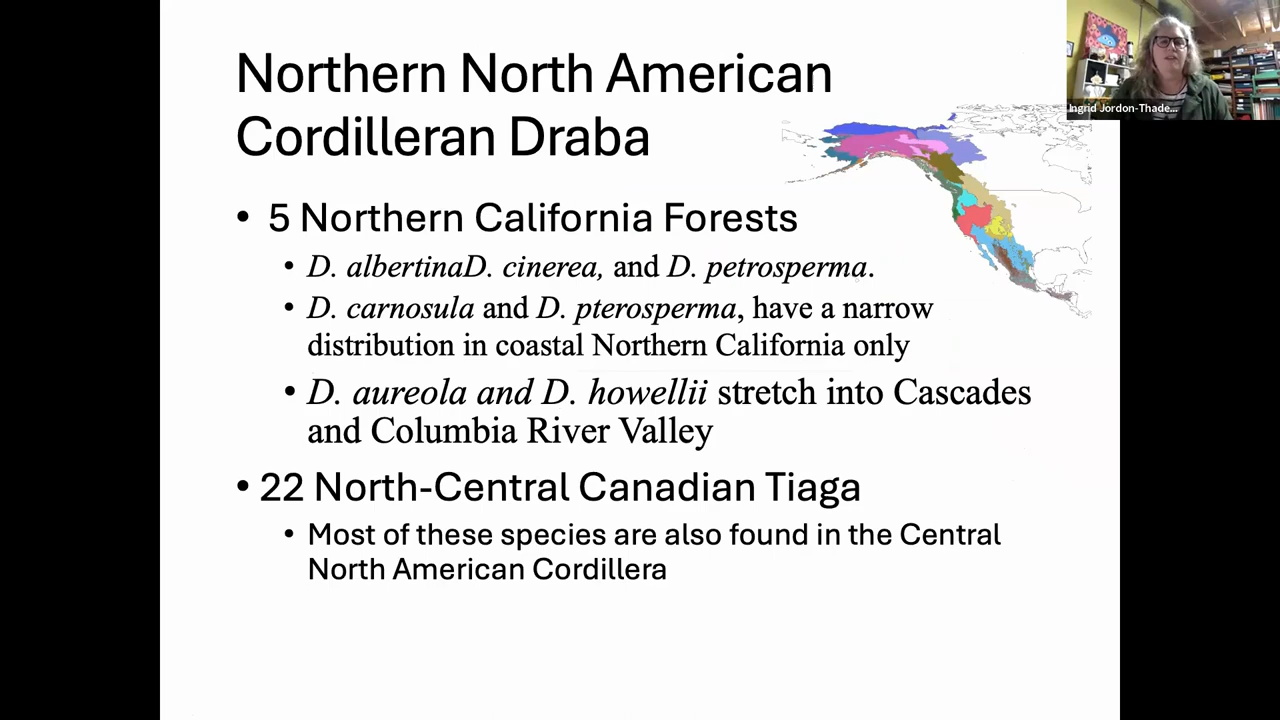 Northern North American
Cordilleran Draba
• 5 Northern California Forests
• D. albertinaD. cinerea, and D. petrosperma.
• D. carnosula and D. pterosperma, have a narrow
distribution in coastal Northern California only
• D. aureola and D. howellii stretch into Cascades
and Columbia River Valley
• 22 North-Central Canadian Tiaga
• Most of these species are also found in the Central
North American Cordillera
Ingrid Jordon-Thade...